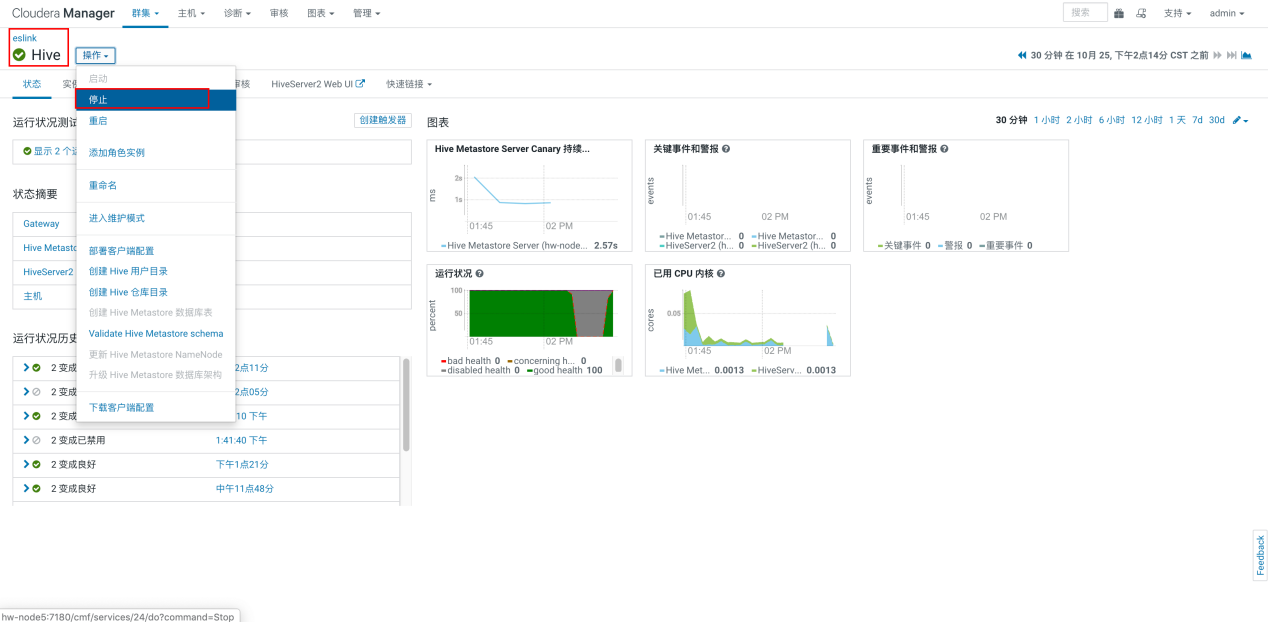 Cloudera Manager 群集 主机 诊断 审核 图表 管理 搜索 支持 admin
eslink
Hive 操作 30 分钟 在 10月 25, 下午2点14分 CST 之前
状态 审核 HiveServer2 Web UI 快速链接
启动
停止
重启
添加角色实例
重命名
进入维护模式
部署客户端配置
创建 Hive 用户目录
创建 Hive 仓库目录
创建 Hive Metastore 数据库表
Validate Hive Metastore schema
更新 Hive Metastore NameNode
升级 Hive Metastore 数据库架构
下载客户端配置
运行状况测试 创建触发器
显示 2 个
状态摘要
Gateway
Hive Metasto
HiveServer2
主机
运行状况历史
2 变成 2点11分
2 变成 2点05分
2 变成 10 下午
2 变成已禁用 1:41:40 下午
2 变成良好 下午1点21分
2 变成良好 中午11点48分
图表 30 分钟 1 小时 2 小时 6 小时 12 小时 1 天 7d 30d
Hive Metastore Server Canary 持续...
ms
2s
1s
01:45 02 PM
Hive Metastore Server (hw-node... 2.57s
关键事件和警报
events
01:45 02 PM
Hive Metastor... 0 Hive Metastor... 0
HiveServer2 (h... 0 HiveServer2 (h... 0
重要事件和警报
events
01:45 02 PM
关键事件 0 警报 0 重要事件 0
运行状况
percent
100
50
01:45 02 PM
bad health 0 concerning h... 0
disabled health 0 good health 100
已用 CPU 内核
cores
0.05
01:45 02 PM
Hive Met... 0.0013 HiveServ... 0.0013
Feedback
hw-node5:7180/cmf/services/24/do?command=Stop